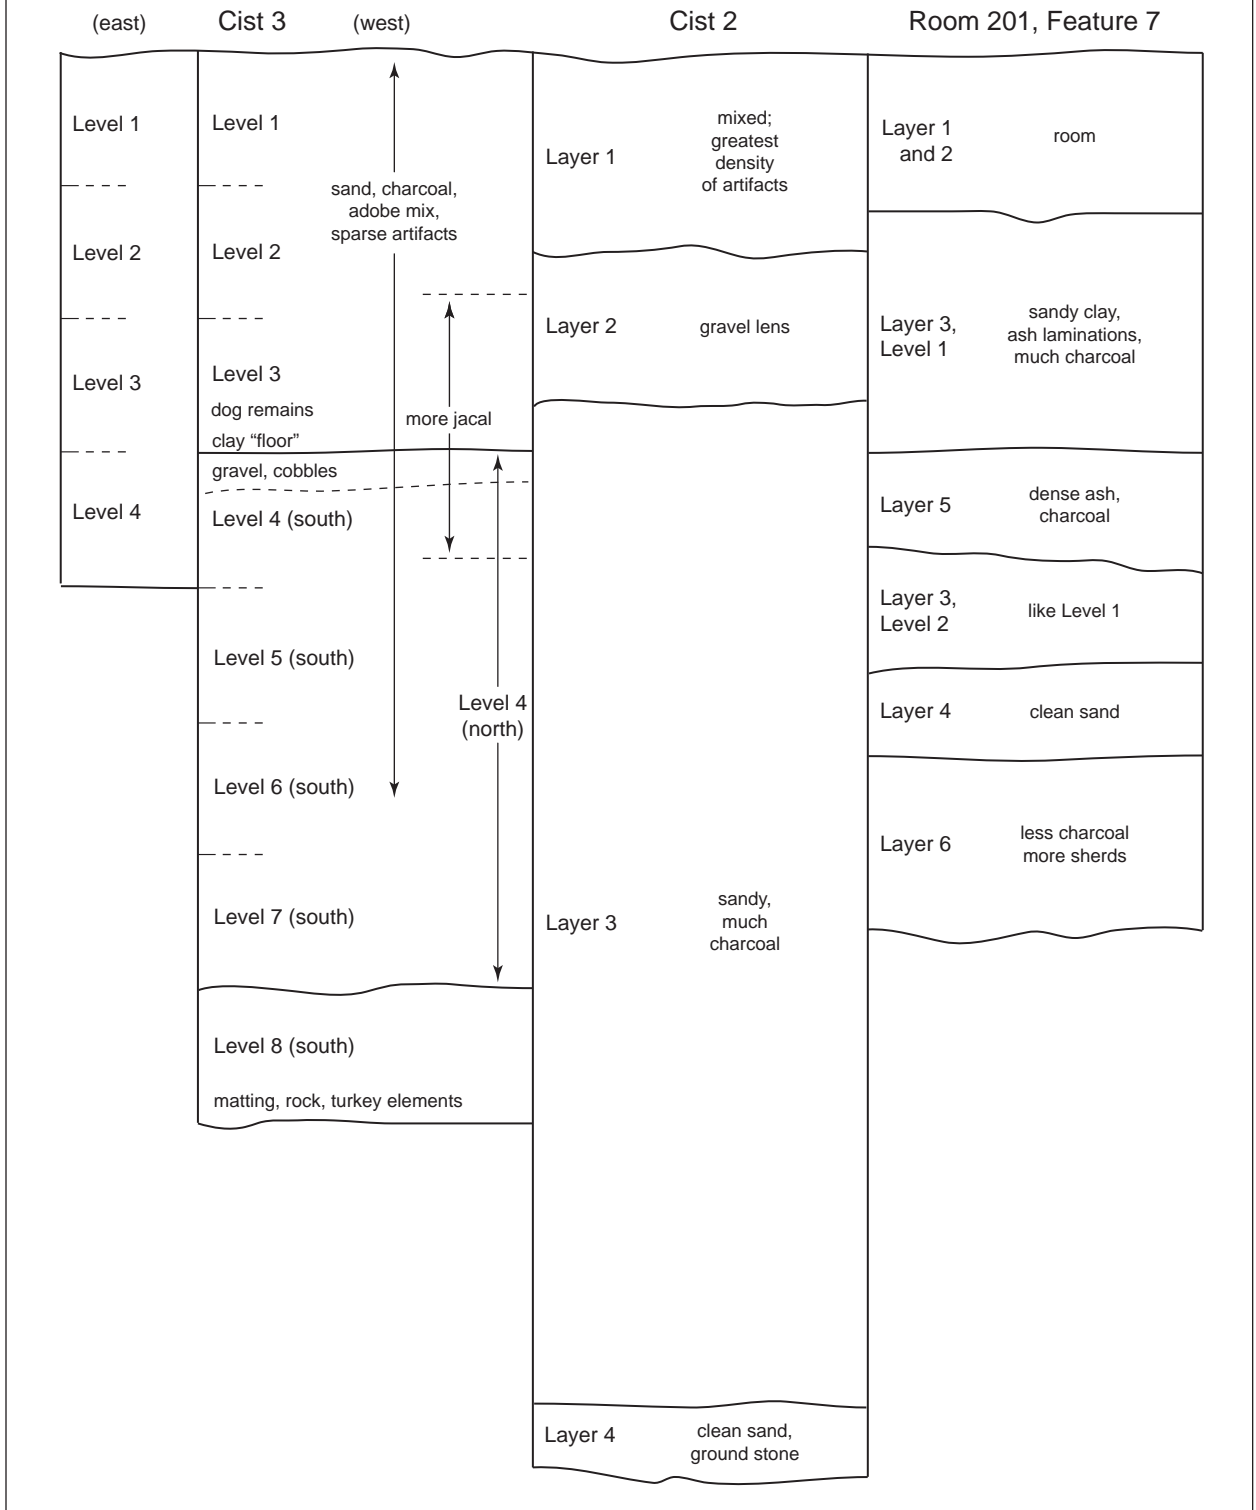 (east)
Cist 3
(west)
Cist 2
Room 201, Feature 7
Level 1
Level 2
Level 3
Level 4
Level 1
Level 2
Level 3
dog remains
clay “floor”
gravel, cobbles
Level 4 (south)
Level 5 (south)
Level 6 (south)
Level 7 (south)
Level 8 (south)
matting, rock, turkey elements
sand, charcoal,
adobe mix,
sparse artifacts
more jacal
Level 4
(north)
Layer 1
mixed;
greatest
density
of artifacts
Layer 2
gravel lens
Layer 3
sandy,
much
charcoal
Layer 4
clean sand,
ground stone
Layer 1
and 2
room
Layer 3,
Level 1
sandy clay,
ash laminations,
much charcoal
Layer 5
dense ash,
charcoal
Layer 3,
Level 2
like Level 1
Layer 4
clean sand
Layer 6
less charcoal
more sherds